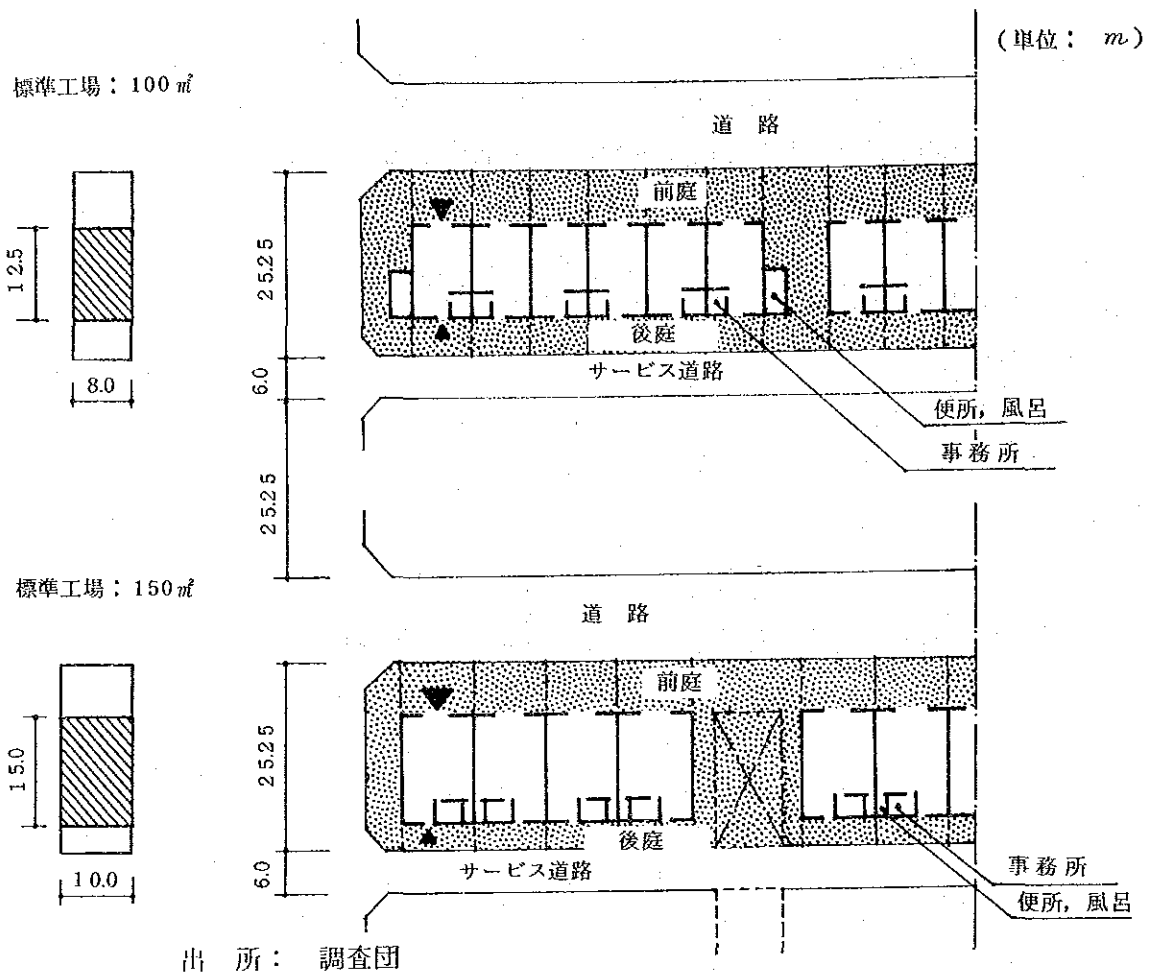 (単位： m)
標準工場：100㎡
道 路
前庭
12.5
25.25
後庭
8.0
6.0
サービス道路
便所，風呂
事務所
25.25
標準工場：150㎡
道 路
前庭
15.0
25.25
後庭
10.0
6.0
サービス道路
事務所
便所，風呂
出 所： 調査団